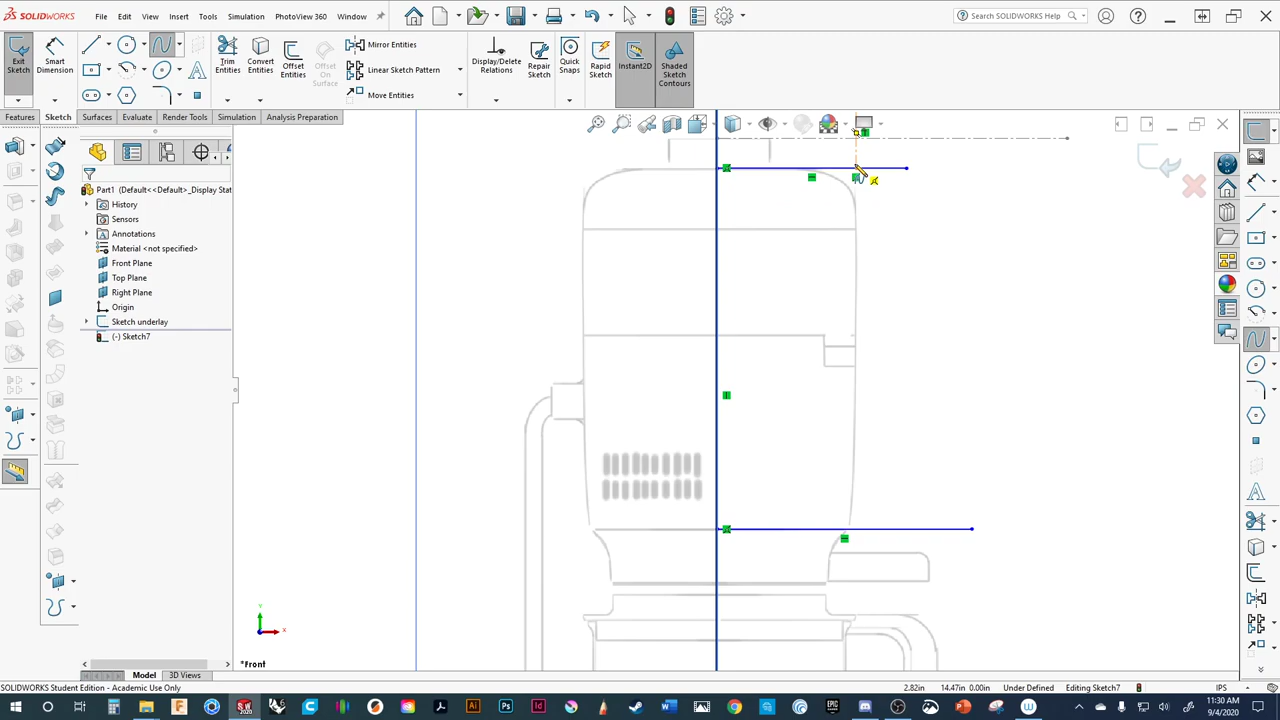 SOLIDWORKS File Edit View Insert Tools Simulation PhotoView 360 Window Search SOLIDWORKS Help
Exit Sketch
Smart Dimension
Trim Entities
Convert Entities
Offset Entities
Offset On Surface
Mirror Entities
Linear Sketch Pattern
Move Entities
Display/Delete Relations
Repair Sketch
Quick Snaps
Rapid Sketch
Instant2D
Shaded Sketch Contours
Features Sketch Surfaces Evaluate Render Tools Simulation Analysis Preparation
Part1 (Default<<Default>_Display Stat
History
Sensors
Annotations
Material <not specified>
Front Plane
Top Plane
Right Plane
Origin
Sketch underlay
(-) Sketch7
Y
X
*Front
Model 3D Views
SOLIDWORKS Student Edition - Academic Use Only 2.82in 14.47in 0.00in Under Defined Editing Sketch7 IPS
11:30 AM
9/4/2020